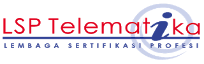 LSP Telematika
LEMBAGA SERTIFIKASI PROFESI